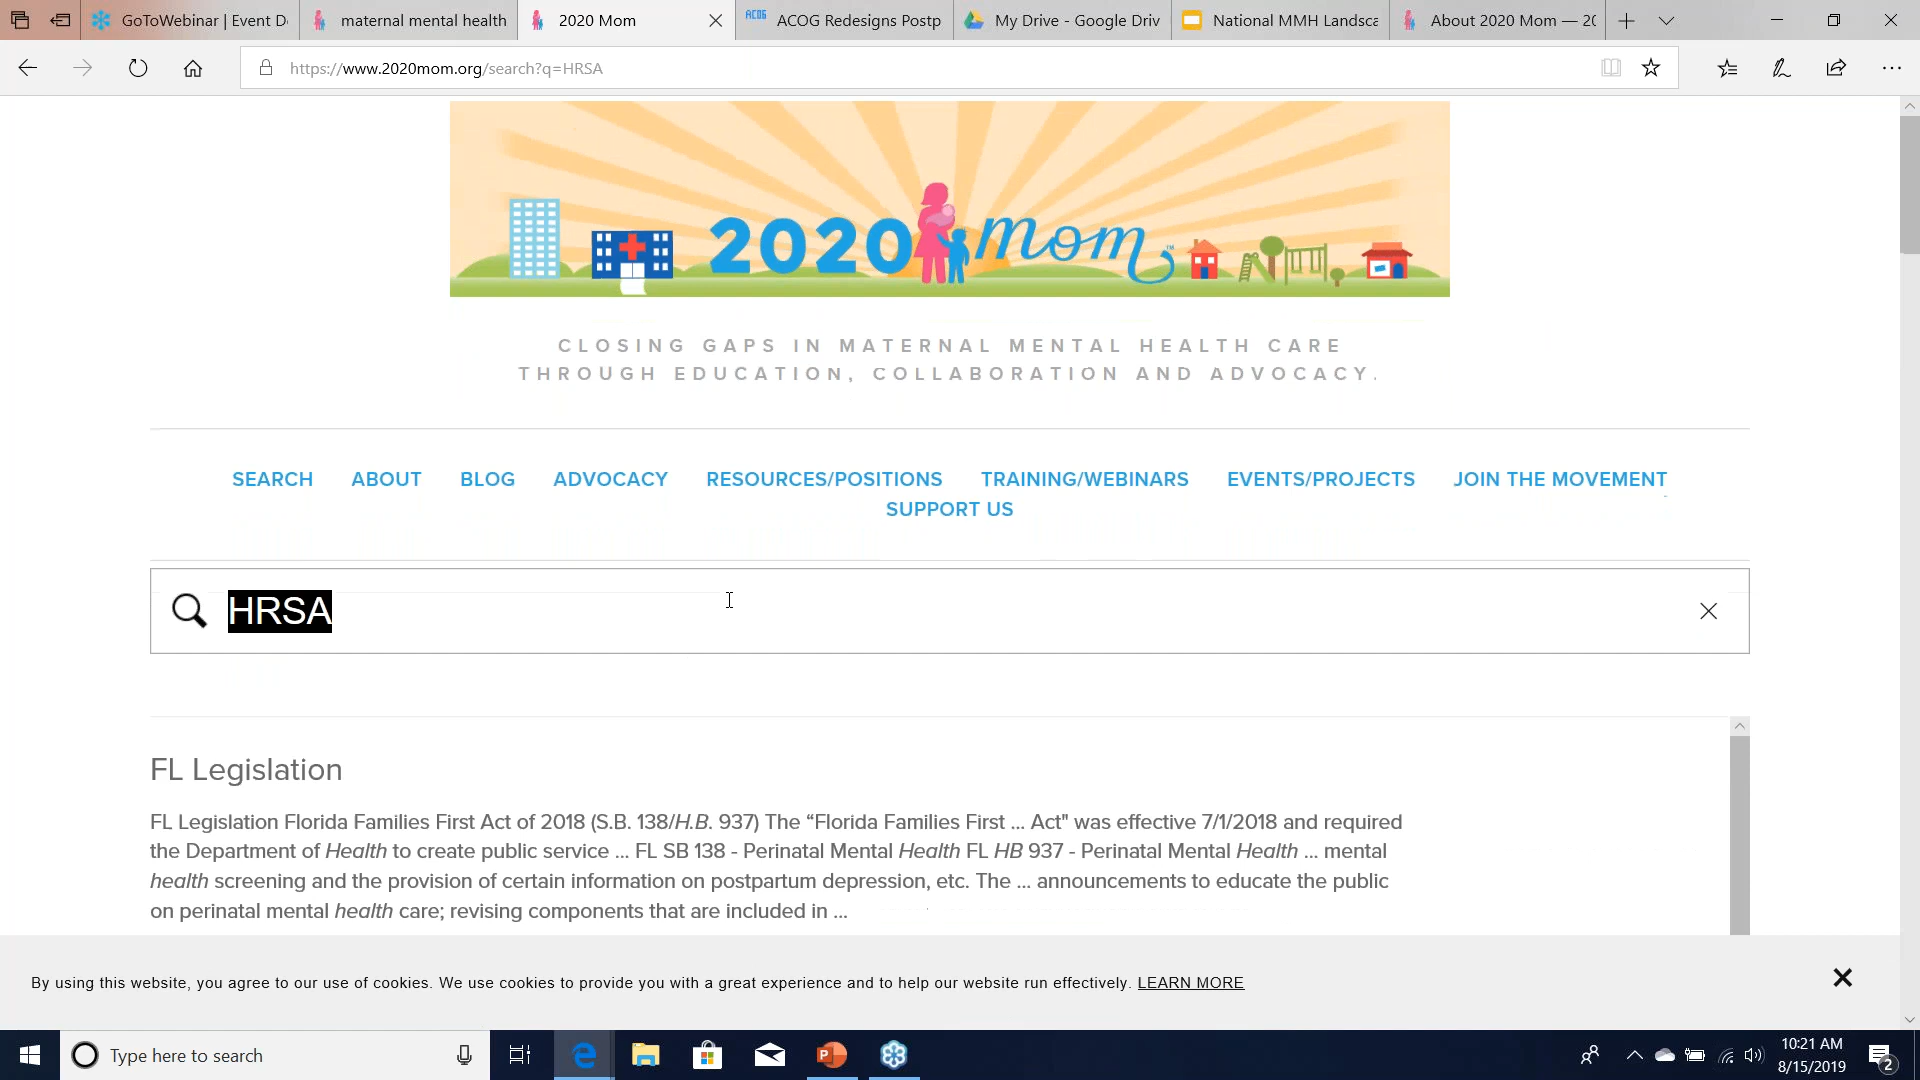 GoToWebinar | Event D
maternal mental health
2020 Mom
ACOG
ACOG Redesigns Postp
My Drive - Google Driv
National MMH Landsca
About 2020 Mom — 20
https://www.2020mom.org/search?q=HRSA
2020 mom™
CLOSING GAPS IN MATERNAL MENTAL HEALTH CARE
THROUGH EDUCATION, COLLABORATION AND ADVOCACY.
SEARCH ABOUT BLOG ADVOCACY RESOURCES/POSITIONS TRAINING/WEBINARS EVENTS/PROJECTS JOIN THE MOVEMENT
SUPPORT US
HRSA
FL Legislation
FL Legislation Florida Families First Act of 2018 (S.B. 138/H.B. 937) The “Florida Families First ... Act" was effective 7/1/2018 and required
the Department of Health to create public service ... FL SB 138 - Perinatal Mental Health FL HB 937 - Perinatal Mental Health ... mental
health screening and the provision of certain information on postpartum depression, etc. The ... announcements to educate the public
on perinatal mental health care; revising components that are included in ...
By using this website, you agree to our use of cookies. We use cookies to provide you with a great experience and to help our website run effectively. LEARN MORE
Type here to search
10:21 AM
8/15/2019
2